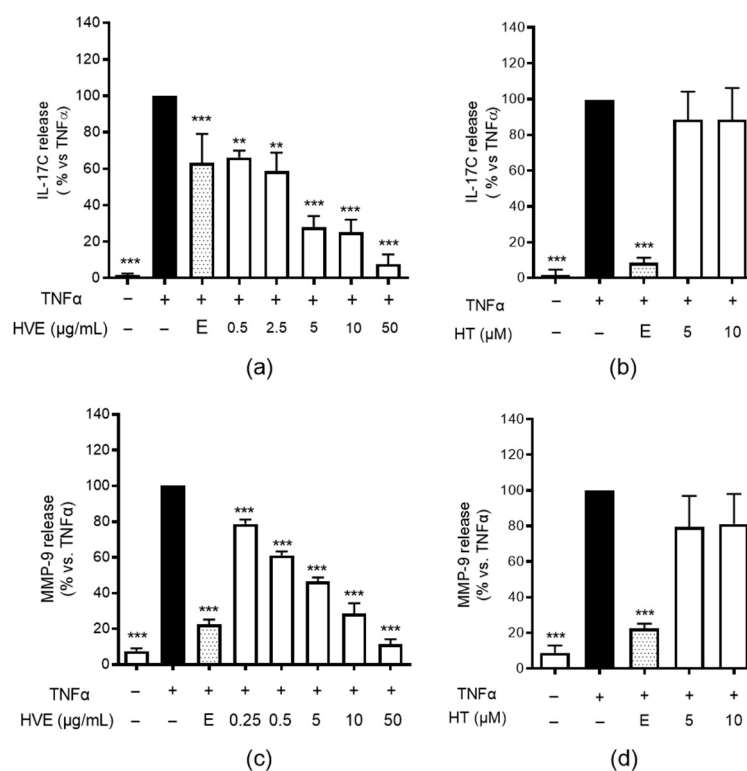 140
120
100
80
60
40
20
0
IL-17C release
( % vs TNFα)
***
***
**
**
***
***
***
TNFα – + + + + + + +
HVE (µg/mL) – – E 0.5 2.5 5 10 50
(a)
140
120
100
80
60
40
20
0
IL-17C release
( % vs TNFα)
***
***
TNFα – + + + +
HT (µM) – – E 5 10
(b)
140
120
100
80
60
40
20
0
MMP-9 release
(% vs. TNFα)
***
***
***
***
***
***
***
TNFα – + + + + + + +
HVE (µg/mL) – – E 0.25 0.5 5 10 50
(c)
140
120
100
80
60
40
20
0
MMP-9 release
(% vs. TNFα)
***
***
TNFα – + + + +
HT (µM) – – E 5 10
(d)